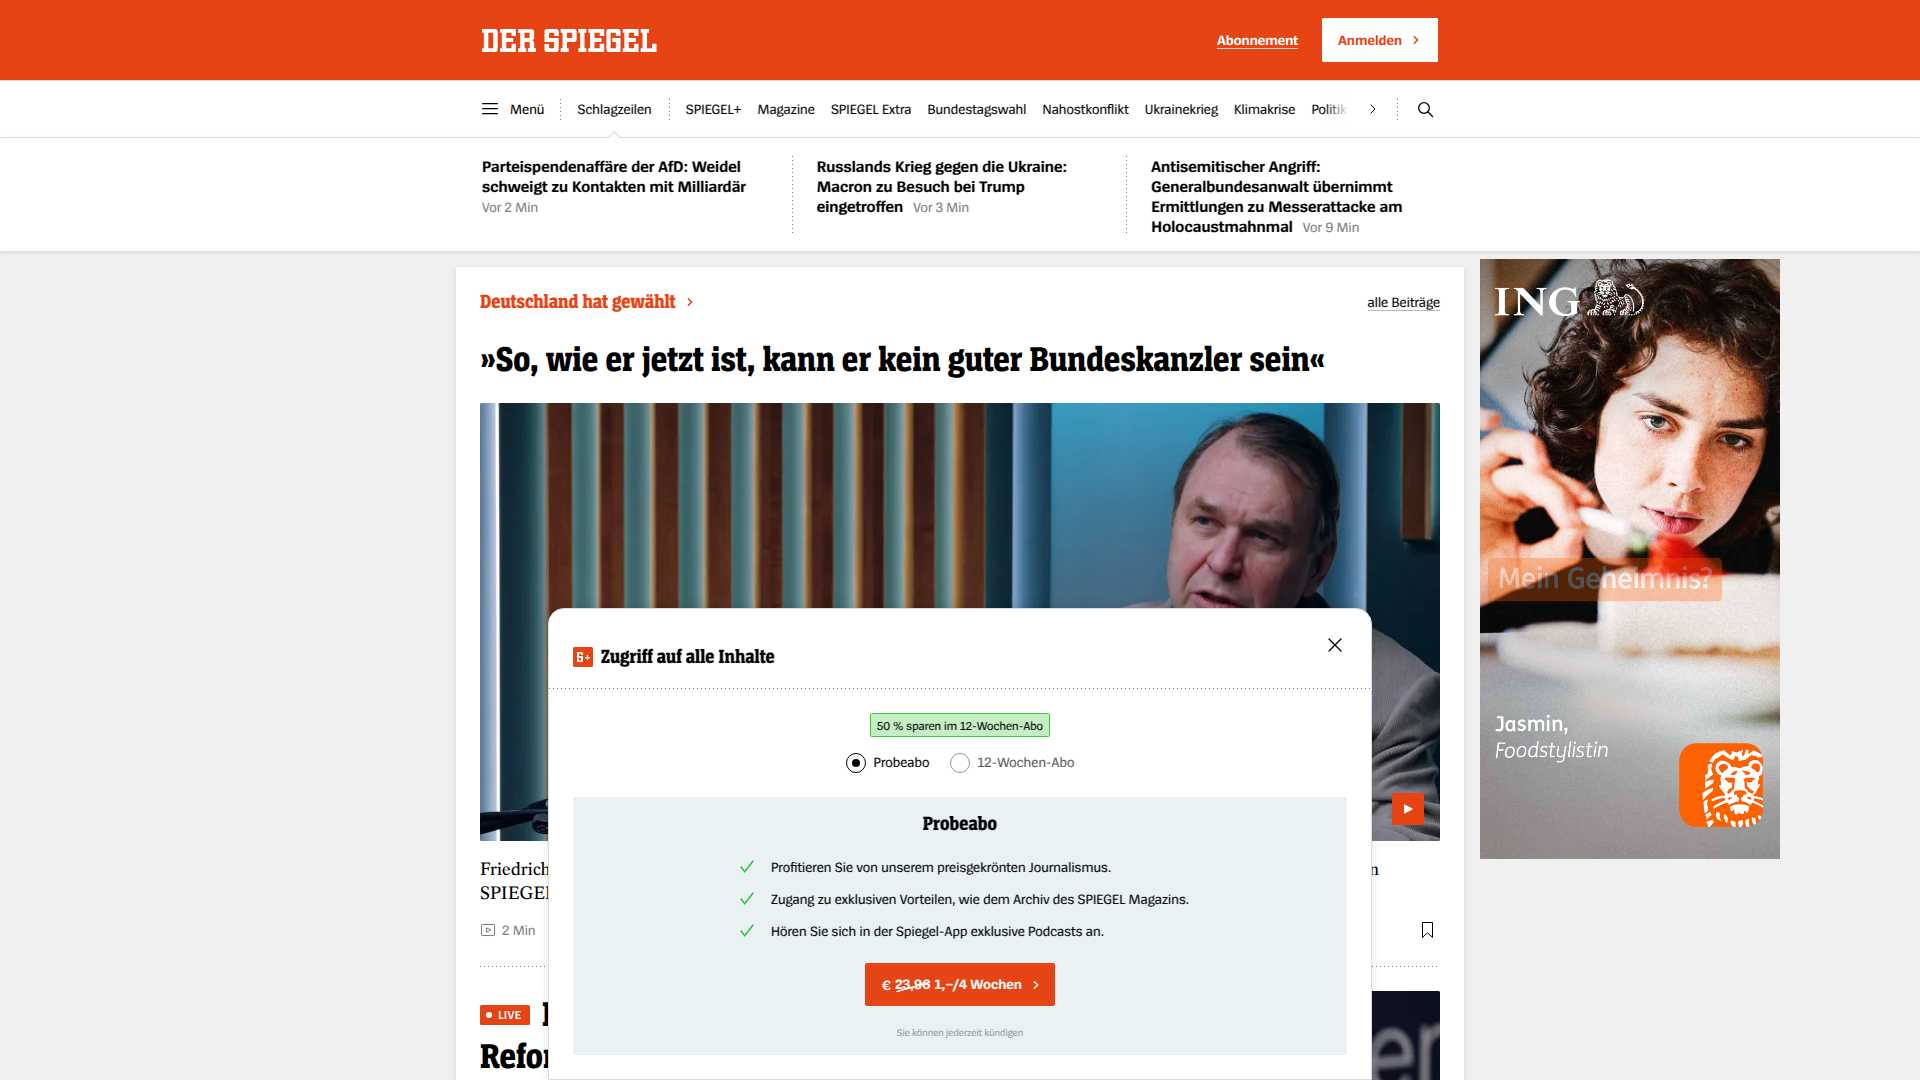 DER SPIEGEL
Abonnement
Anmelden
Menü
Schlagzeilen
SPIEGEL+
Magazine
SPIEGEL Extra
Bundestagswahl
Nahostkonflikt
Ukrainekrieg
Klimakrise
Politik
Parteispendenaffäre der AfD: Weidel
schweigt zu Kontakten mit Milliardär
Vor 2 Min
Russlands Krieg gegen die Ukraine:
Macron zu Besuch bei Trump
eingetroffen Vor 3 Min
Antisemitischer Angriff:
Generalbundesanwalt übernimmt
Ermittlungen zu Messerattacke am
Holocaustmahnmal Vor 9 Min
Deutschland hat gewählt
alle Beiträge
»So, wie er jetzt ist, kann er kein guter Bundeskanzler sein«
ING
Mein Geheimnis?
Jasmin,
Foodstylistin
S+ Zugriff auf alle Inhalte
50 % sparen im 12-Wochen-Abo
Probeabo
12-Wochen-Abo
Probeabo
Profitieren Sie von unserem preisgekrönten Journalismus.
Zugang zu exklusiven Vorteilen, wie dem Archiv des SPIEGEL Magazins.
Hören Sie sich in der Spiegel-App exklusive Podcasts an.
€ 23,96 1,–/4 Wochen
Sie können jederzeit kündigen
Friedrich
SPIEGEL
2 Min
LIVE
Refor